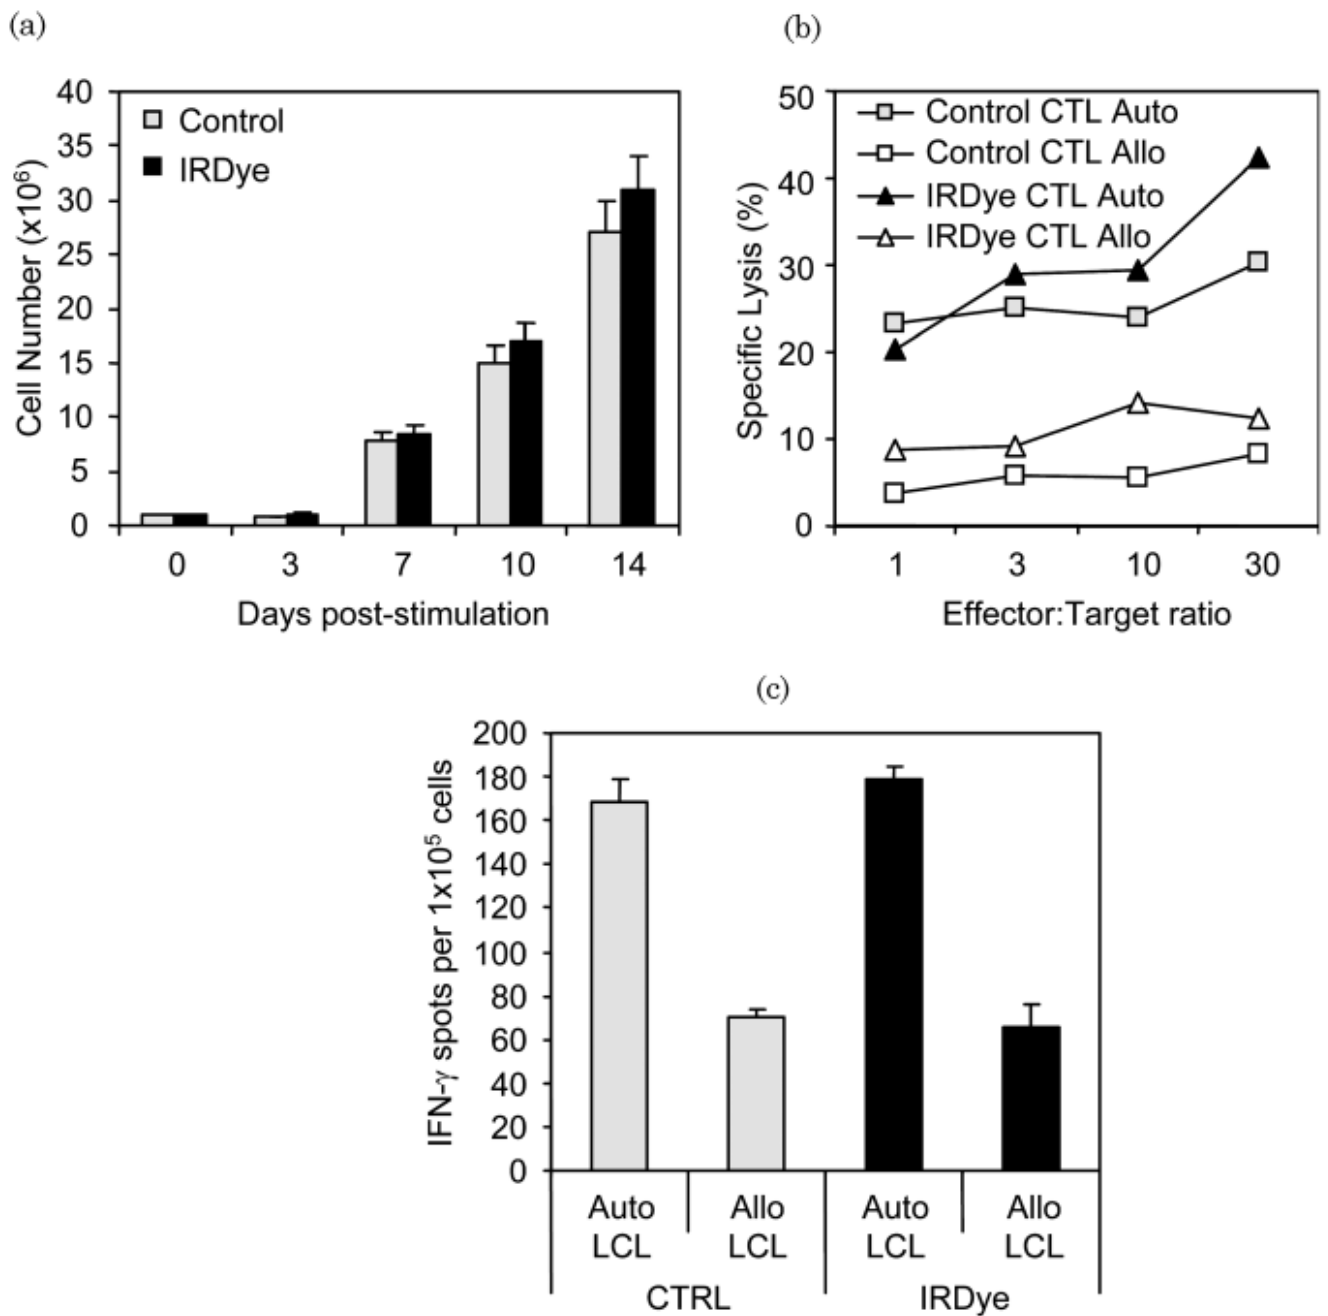 (a)
40
35
30
25
20
15
10
5
0
Cell Number (x10⁶)
Control
IRDye
0 3 7 10 14
Days post-stimulation
(b)
50
40
30
20
10
0
Specific Lysis (%)
Control CTL Auto
Control CTL Allo
IRDye CTL Auto
IRDye CTL Allo
1 3 10 30
Effector:Target ratio
(c)
200
180
160
140
120
100
80
60
40
20
0
IFN-γ spots per 1x10⁵ cells
Auto Allo Auto Allo
LCL LCL LCL LCL
CTRL IRDye